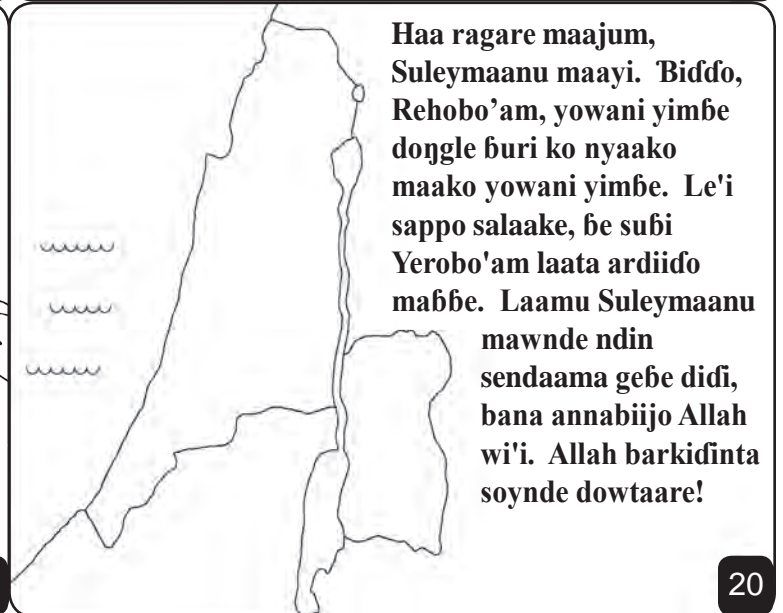 Haa ragare maajum,
Suleymaanu maayi. Ɓiɗɗo,
Rehobo’am, yowani yimɓe
doŋgle ɓuri ko nyaako
maako yowani yimɓe. Le'i
sappo salaake, ɓe suɓi
Yerobo'am laata ardiiɗo
maɓɓe. Laamu Suleymaanu
mawnde ndin
sendaama geɓe diɗi,
bana annabiijo Allah
wi'i. Allah barkiɗinta
soynde dowtaare!
20